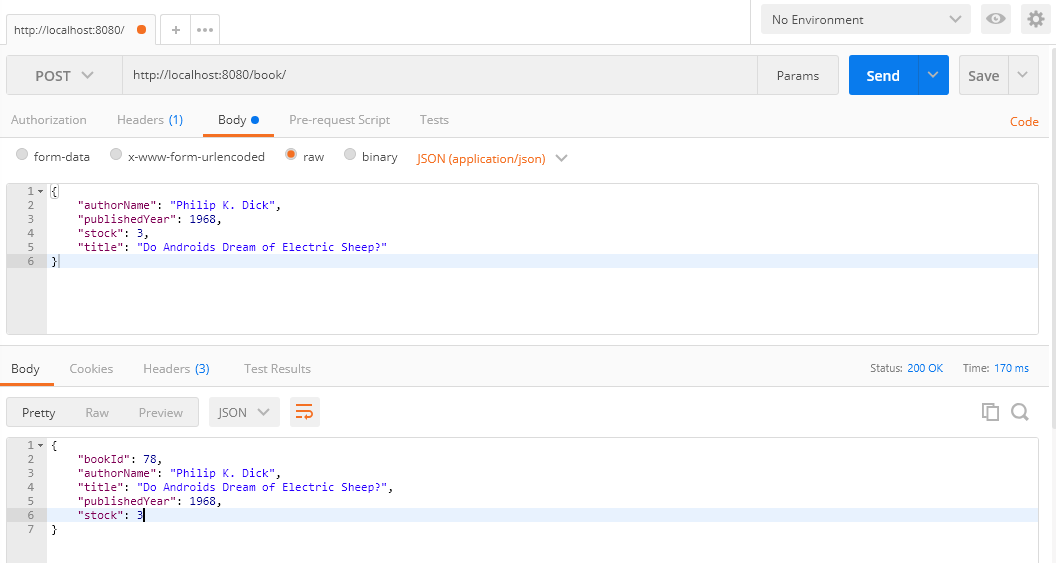 http://localhost:8080/ + ••• No Environment
POST http://localhost:8080/book/ Params Send Save
Authorization Headers (1) Body Pre-request Script Tests Code
form-data x-www-form-urlencoded raw binary JSON (application/json)
1 {
2 "authorName": "Philip K. Dick",
3 "publishedYear": 1968,
4 "stock": 3,
5 "title": "Do Androids Dream of Electric Sheep?"
6 }
Body Cookies Headers (3) Test Results Status: 200 OK Time: 170 ms
Pretty Raw Preview JSON
1 {
2 "bookId": 78,
3 "authorName": "Philip K. Dick",
4 "title": "Do Androids Dream of Electric Sheep?",
5 "publishedYear": 1968,
6 "stock": 3
7 }